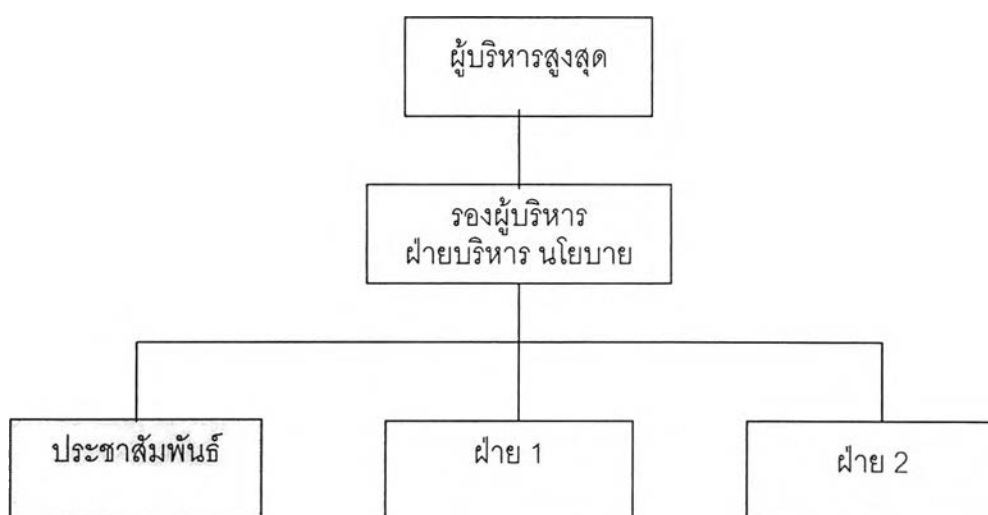 ผู้บริหารสูงสุด
รองผู้บริหาร
ฝ่ายบริหาร นโยบาย
ประชาสัมพันธ์
ฝ่าย 1
ฝ่าย 2